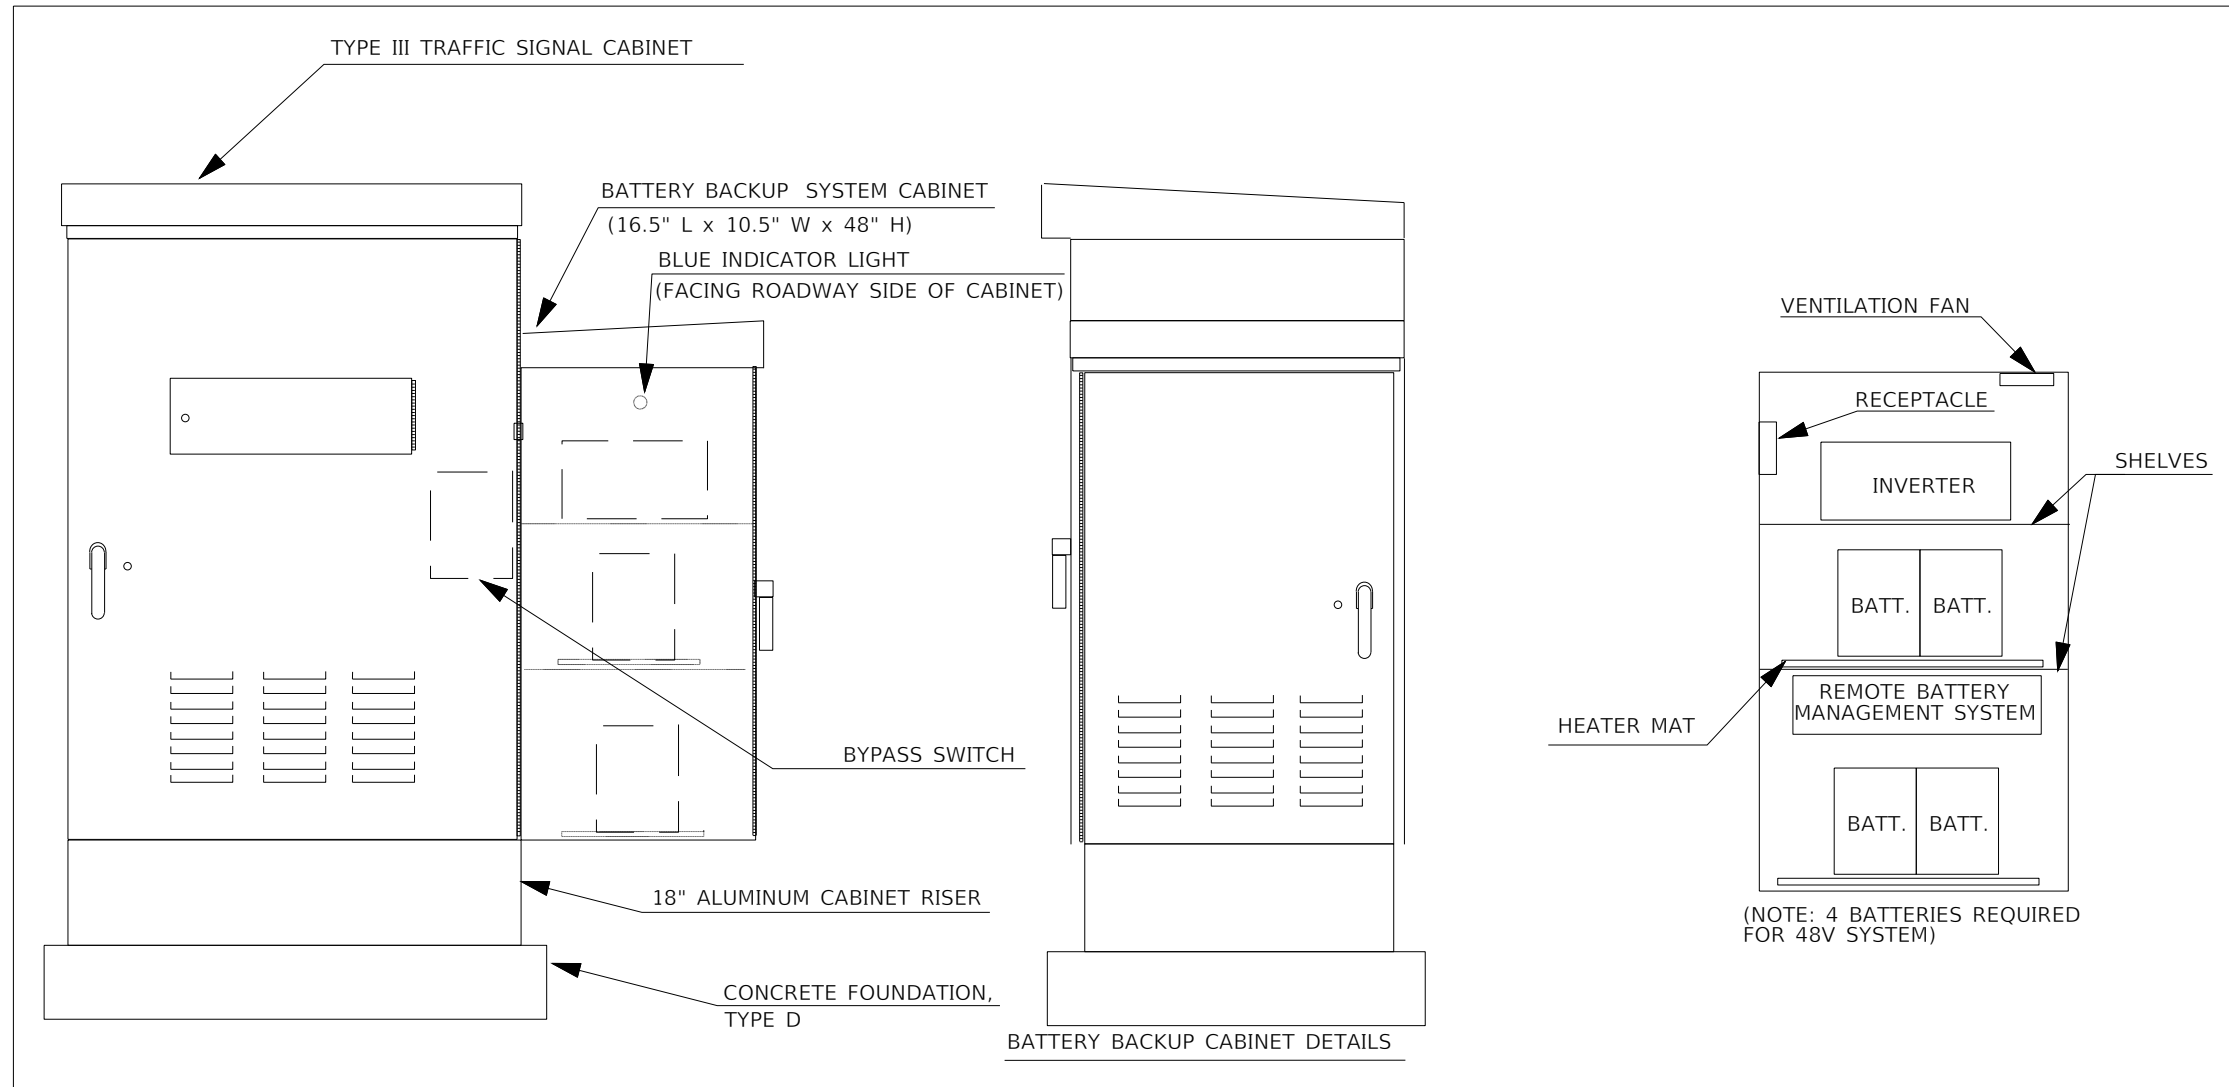 TYPE III TRAFFIC SIGNAL CABINET
BATTERY BACKUP SYSTEM CABINET
(16.5" L x 10.5" W x 48" H)
BLUE INDICATOR LIGHT
(FACING ROADWAY SIDE OF CABINET)
BYPASS SWITCH
18" ALUMINUM CABINET RISER
CONCRETE FOUNDATION,
TYPE D
BATTERY BACKUP CABINET DETAILS
VENTILATION FAN
RECEPTACLE
SHELVES
INVERTER
BATT. BATT.
REMOTE BATTERY
MANAGEMENT SYSTEM
HEATER MAT
BATT. BATT.
(NOTE: 4 BATTERIES REQUIRED
FOR 48V SYSTEM)